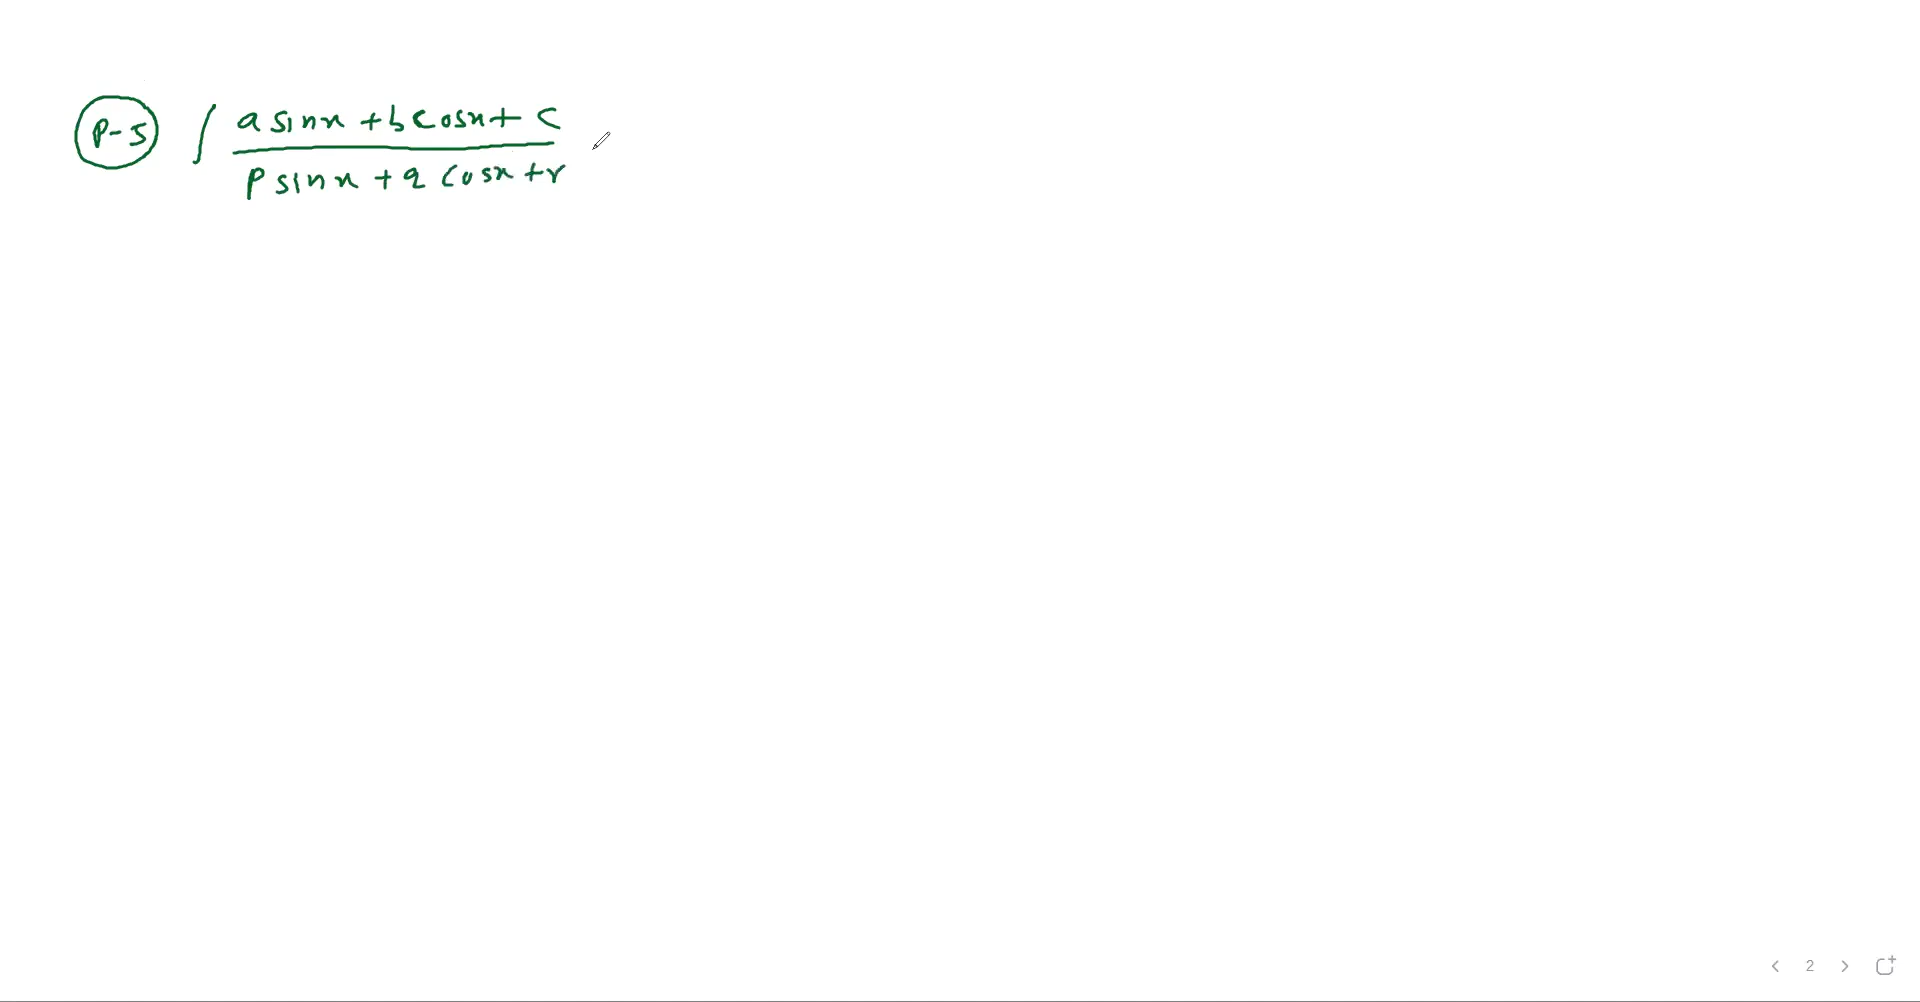 P-5 ∫ a sinx + b cosx + c
p sinx + q cosx + r
2